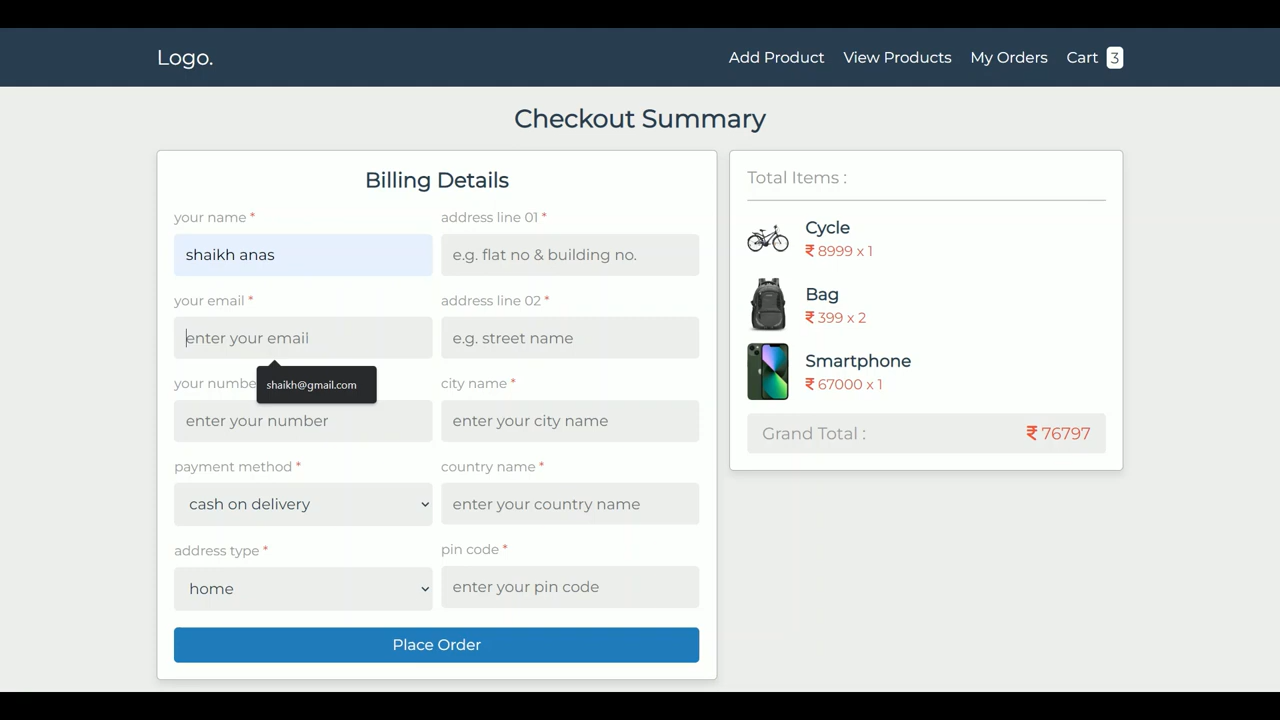 Logo.
Add Product View Products My Orders Cart 3
Checkout Summary
Billing Details
your name *
shaikh anas
address line 01 *
e.g. flat no & building no.
your email *
enter your email
address line 02 *
e.g. street name
shaikh@gmail.com
your numbe
enter your number
city name *
enter your city name
payment method *
cash on delivery
country name *
enter your country name
address type *
home
pin code *
enter your pin code
Place Order
Total Items :
Cycle
₹ 8999 x 1
Bag
₹ 399 x 2
Smartphone
₹ 67000 x 1
Grand Total : ₹ 76797